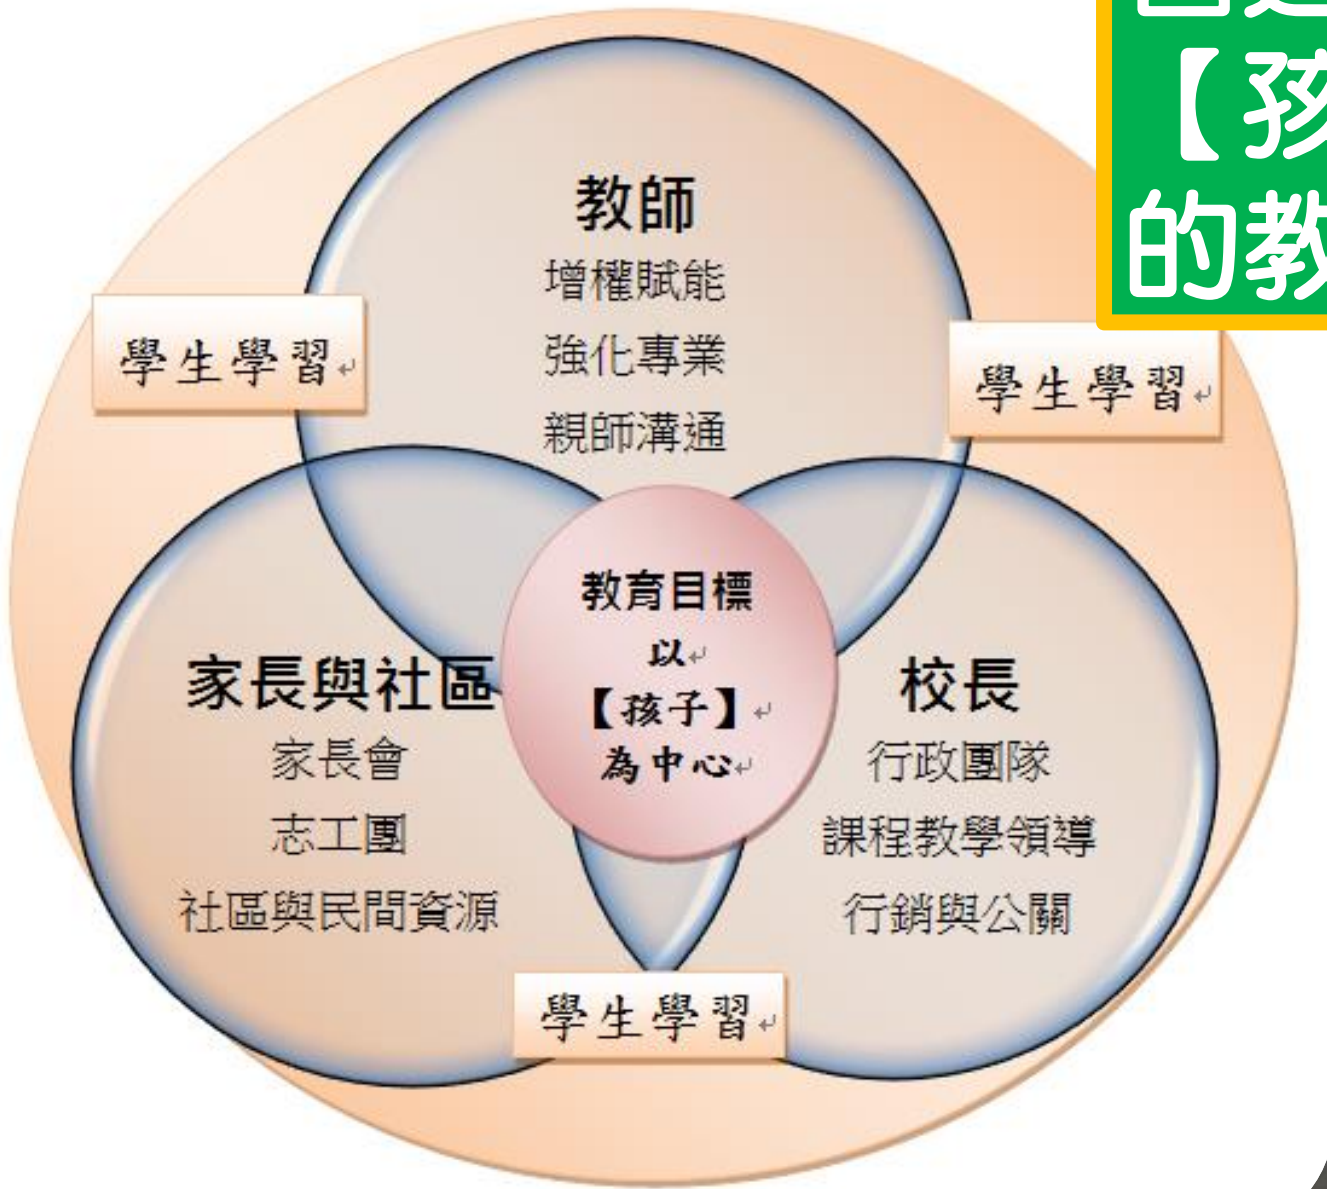 【孩
的教
教師
增權賦能
強化專業
親師溝通
學生學習
學生學習
教育目標
以
【孩子】
為中心
家長與社區
家長會
志工團
社區與民間資源
校長
行政團隊
課程教學領導
行銷與公關
學生學習